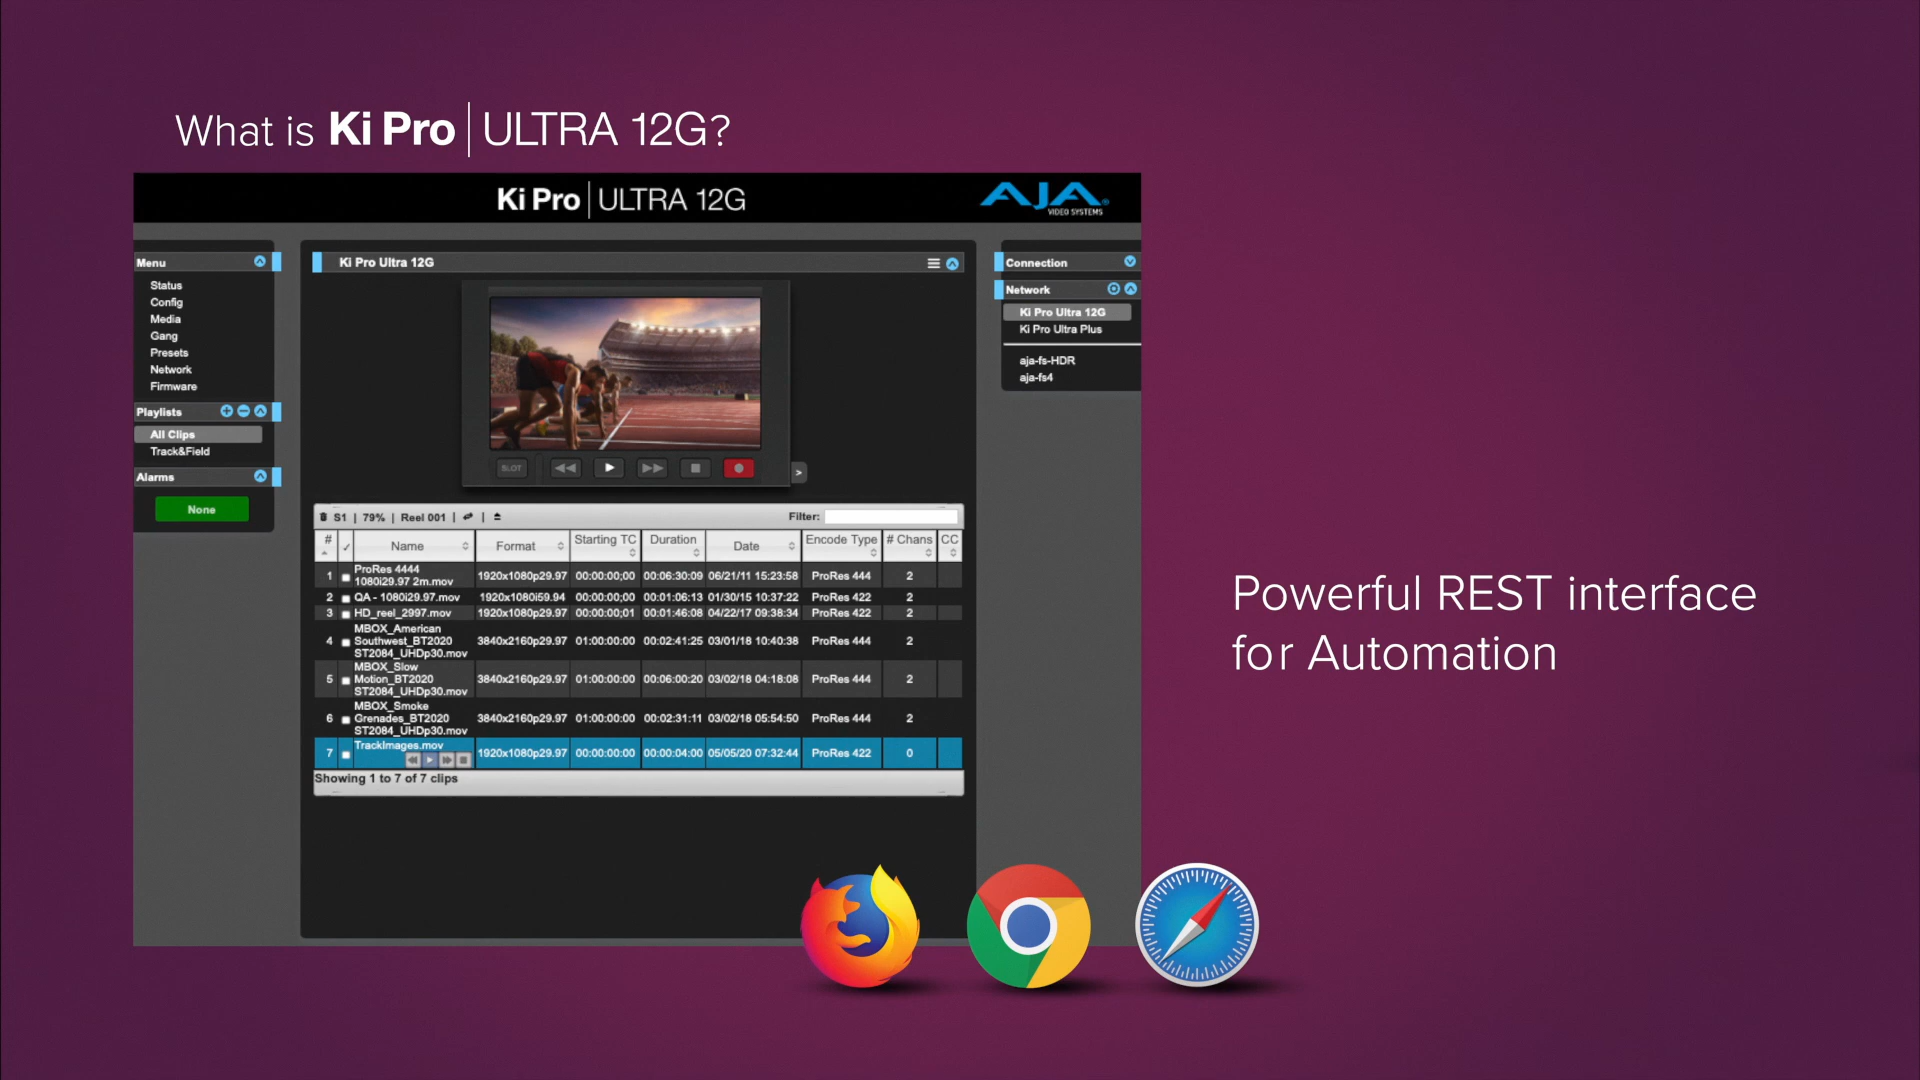 What is Ki Pro | ULTRA 12G?
Ki Pro | ULTRA 12G
AJA
VIDEO SYSTEMS
Menu
Status
Config
Media
Gang
Presets
Network
Firmware
Playlists
All Clips
Track&Field
Alarms
None
Ki Pro Ultra 12G
SLOT
Connection
Network
Ki Pro Ultra 12G
Ki Pro Ultra Plus
aja-fs-HDR
aja-fs4
S1 | 79% | Reel 001 | | Filter:
# ✓ Name Format Starting TC Duration Date Encode Type # Chans CC
1 ProRes 4444
1080i29.97 2m.mov 1920x1080p29.97 00:00:00;00 00:06:30:09 06/21/11 15:23:58 ProRes 444 2
2 QA - 1080i29.97.mov 1920x1080i59.94 00:00:00;00 00:01:06:13 01/30/15 10:37:22 ProRes 422 2
3 HD_reel_2997.mov 1920x1080p29.97 00:00:00;01 00:01:46:08 04/22/17 09:38:34 ProRes 422 2
4 MBOX_American
Southwest_BT2020
ST2084_UHDp30.mov 3840x2160p29.97 01:00:00:00 00:02:41:25 03/01/18 10:40:38 ProRes 444 2
5 MBOX_Slow
Motion_BT2020
ST2084_UHDp30.mov 3840x2160p29.97 01:00:00:00 00:06:00:20 03/02/18 04:18:08 ProRes 444 2
6 MBOX_Smoke
Grenades_BT2020
ST2084_UHDp30.mov 3840x2160p29.97 01:00:00:00 00:02:31:11 03/02/18 05:54:50 ProRes 444 2
7 TrackImages.mov 1920x1080p29.97 00:00:00:00 00:00:04:00 05/05/20 07:32:44 ProRes 422 0
Showing 1 to 7 of 7 clips
Powerful REST interface
for Automation